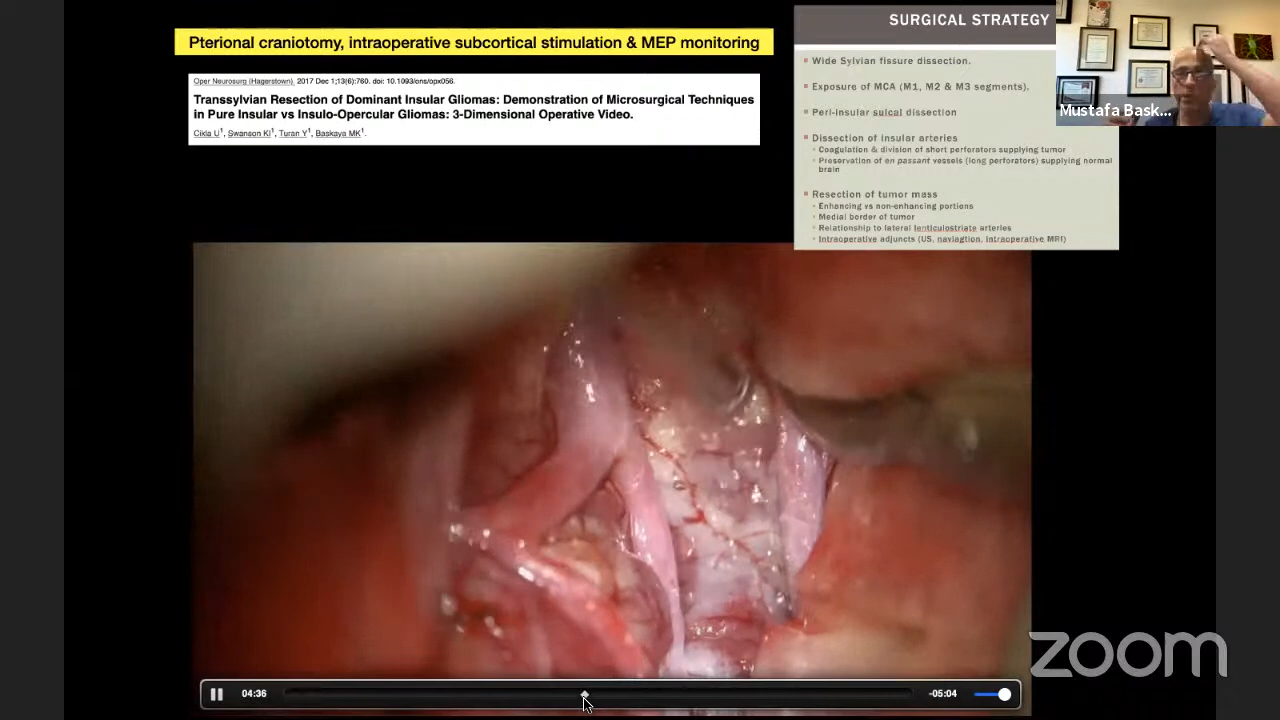 Pterional craniotomy, intraoperative subcortical stimulation & MEP monitoring
Oper Neurosurg (Hagerstown). 2017 Dec 1;13(6):760. doi: 10.1093/ons/opx056.
Transsylvian Resection of Dominant Insular Gliomas: Demonstration of Microsurgical Techniques
in Pure Insular vs Insulo-Opercular Gliomas: 3-Dimensional Operative Video.
Cikla U1, Swanson KI1, Turan Y1, Baskaya MK1.
SURGICAL STRATEGY
Wide Sylvian fissure dissection.
Exposure of MCA (M1, M2 & M3 segments).
Peri-insular sulcal dissection
Dissection of insular arteries
Coagulation & division of short perforators supplying tumor
Preservation of en passant vessels (long perforators) supplying normal
brain
Resection of tumor mass
Enhancing vs non-enhancing portions
Medial border of tumor
Relationship to lateral lenticulostriate arteries
Intraoperative adjuncts (US, naviagtion, intraoperative MRI)
Mustafa Bask...
04:36
-05:04
zoom